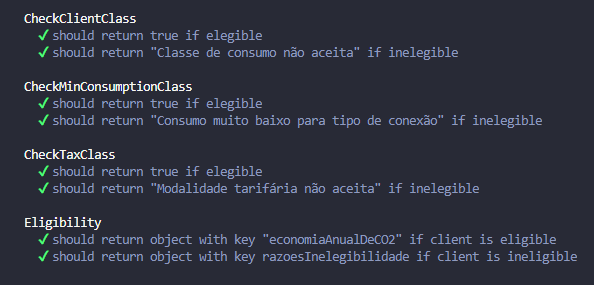 CheckClientClass
✓ should return true if elegible
✓ should return "Classe de consumo não aceita" if inelegible
CheckMinConsumptionClass
✓ should return true if elegible
✓ should return "Consumo muito baixo para tipo de conexão" if inelegible
CheckTaxClass
✓ should return true if elegible
✓ should return "Modalidade tarifária não aceita" if inelegible
Eligibility
✓ should return object with key "economiaAnualDeCO2" if client is eligible
✓ should return object with key razoesInelegibilidade if client is ineligible